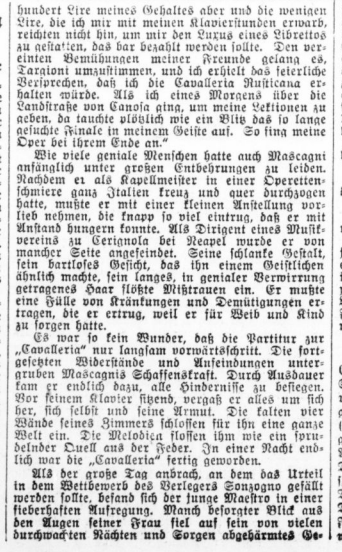 hundert Lire meines Gehaltes aber und die wenigen
Lire, die ich mir mit meinen Klavierstunden erwarb,
reichten nicht hin, um mir den Luxus eines Librettos
zu gestatten, das bar bezahlt werden sollte. Den ver-
einten Bemühungen meiner Freunde gelang es,
Targioni umzustimmen, und ich erhielt das feierliche
Versprechen, daß ich die Cavalleria Rusticana er-
halten würde. Als ich eines Morgens über die
Landstraße von Canosa ging, um meine Lektionen zu
geben, da tauchte plötzlich wie ein Blitz das so lange
gesuchte Finale in meinem Geiste auf. So fing meine
Oper bei ihrem Ende an.“
Wie viele geniale Menschen hatte auch Mascagni
anfänglich unter großen Entbehrungen zu leiden.
Nachdem er als Kapellmeister in einer Operetten-
schmiere ganz Italien kreuz und quer durchzogen
hatte, mußte er mit einer kleinen Anstellung vor-
lieb nehmen, die knapp so viel eintrug, daß er mit
Anstand hungern konnte. Als Dirigent eines Musik-
vereins zu Cerignola bei Neapel wurde er von
mancher Seite angefeindet. Seine schlanke Gestalt,
sein bartloses Gesicht, das ihn einem Geistlichen
ähnlich machte, sein langes, in genialer Verwirrung
getragenes Haar flößte Mißtrauen ein. Er mußte
eine Fülle von Kränkungen und Demütigungen er-
tragen, die er ertrug, weil er für Weib und Kind
zu sorgen hatte.
Es war so kein Wunder, daß die Partitur zur
„Cavalleria“ nur langsam vorwärtschritt. Die fort-
gesetzten Widerstände und Anfeindungen unter-
gruben Mascagnis Schaffenskraft. Durch Ausdauer
kam er endlich dazu, alle Hindernisse zu besiegen.
Vor seinem Klavier sitzend, vergaß er alles um sich
her, sich selbst und seine Armut. Die kalten vier
Wände seines Zimmers schlossen für ihn eine ganze
Welt ein. Die Melodica flossen ihm wie ein spru-
delnder Quell aus der Feder. In einer Nacht end-
lich war die „Cavalleria“ fertig geworden.
Als der große Tag anbrach, an dem das Urteil
in dem Wettbewerb des Verlegers Sonzogno gefällt
werden sollte, befand sich der junge Maestro in einer
fieberhaften Aufregung. Manch besorgter Blick aus
den Augen seiner Frau fiel auf sein von vielen
durchwachten Nächten und Sorgen abgehärmtes Ge-